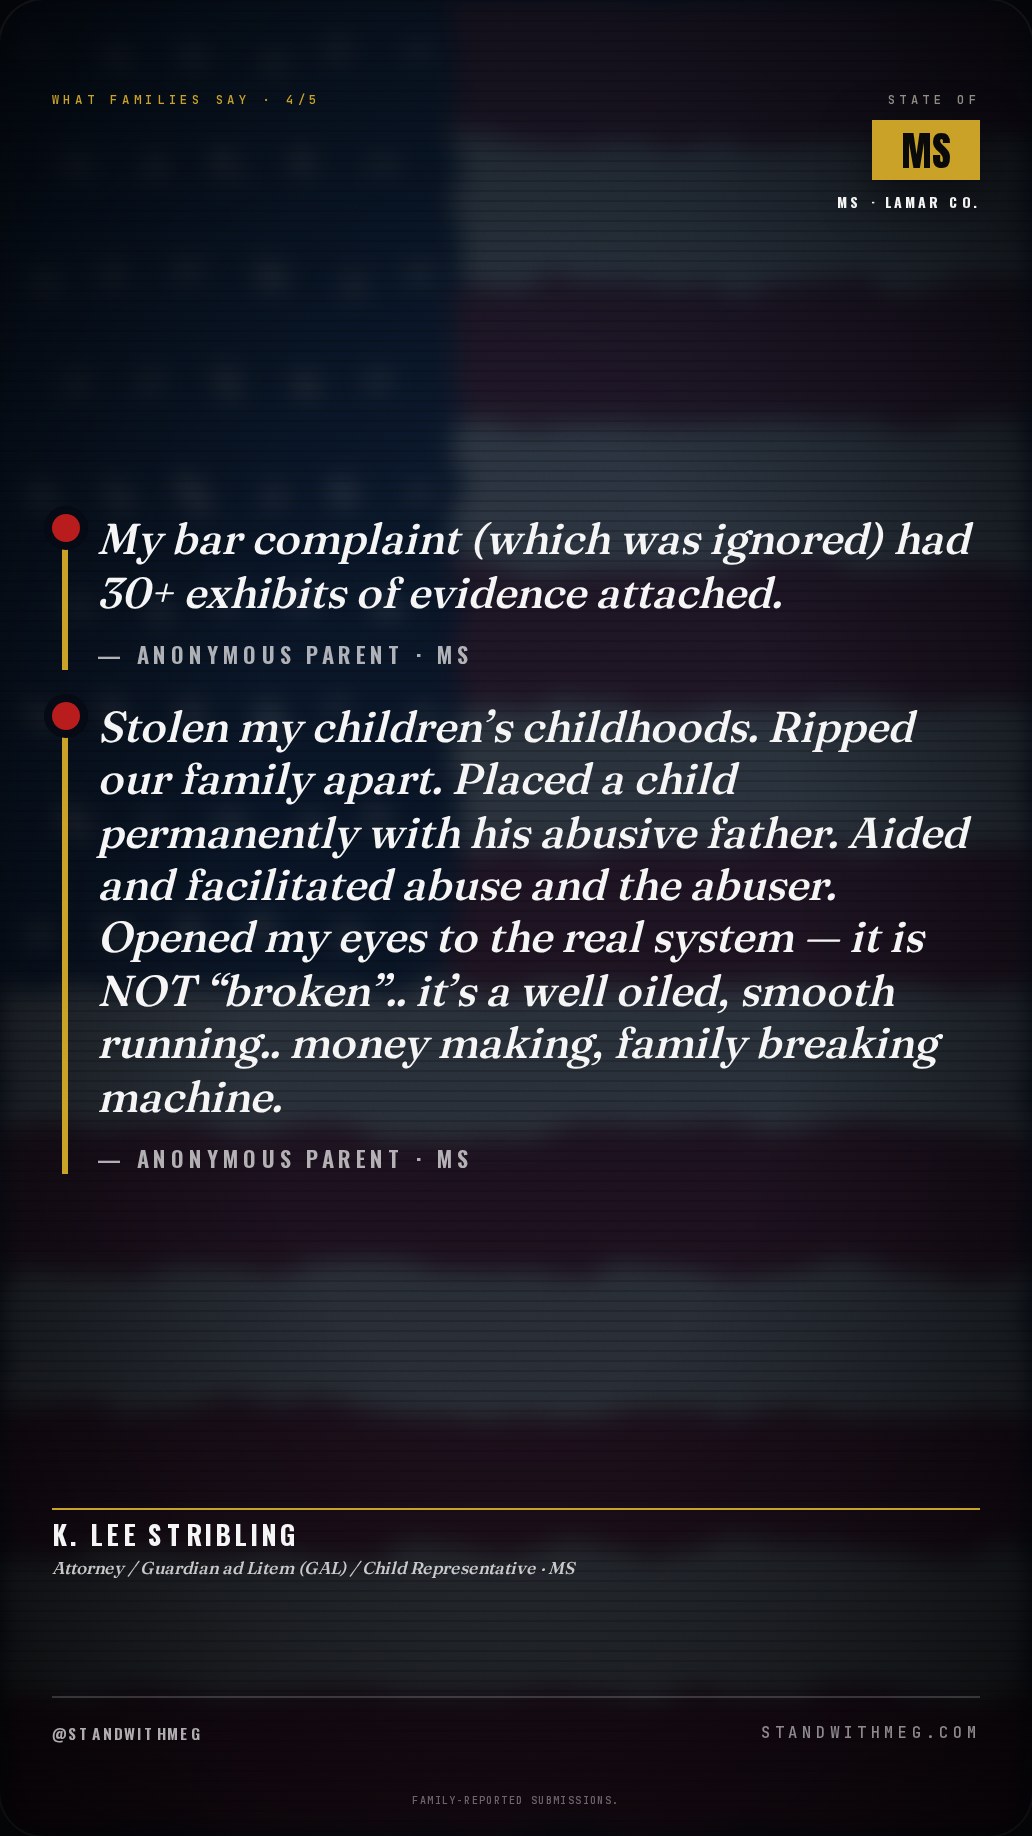 WHAT FAMILIES SAY · 4/5
STATE OF
MS
MS · LAMAR CO.
My bar complaint (which was ignored) had
30+ exhibits of evidence attached.
— ANONYMOUS PARENT · MS
Stolen my children’s childhoods. Ripped
our family apart. Placed a child
permanently with his abusive father. Aided
and facilitated abuse and the abuser.
Opened my eyes to the real system — it is
NOT “broken”.. it’s a well oiled, smooth
running.. money making, family breaking
machine.
— ANONYMOUS PARENT · MS
K. LEE STRIBLING
Attorney / Guardian ad Litem (GAL) / Child Representative · MS
@STANDWITHMEG
STANDWITHMEG.COM
FAMILY-REPORTED SUBMISSIONS.